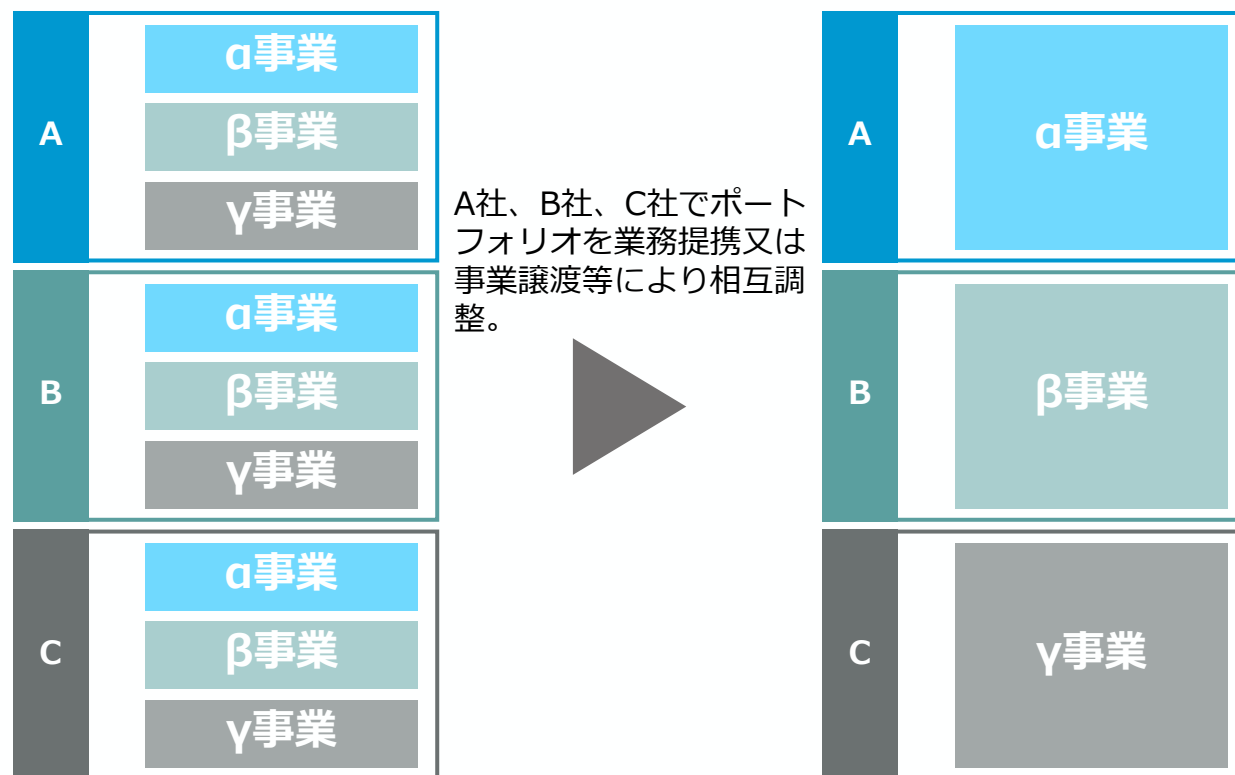 A
α事業
β事業
γ事業
B
α事業
β事業
γ事業
C
α事業
β事業
γ事業
A社、B社、C社でポート
フォリオを業務提携又は
事業譲渡等により相互調
整。
A
α事業
B
β事業
C
γ事業